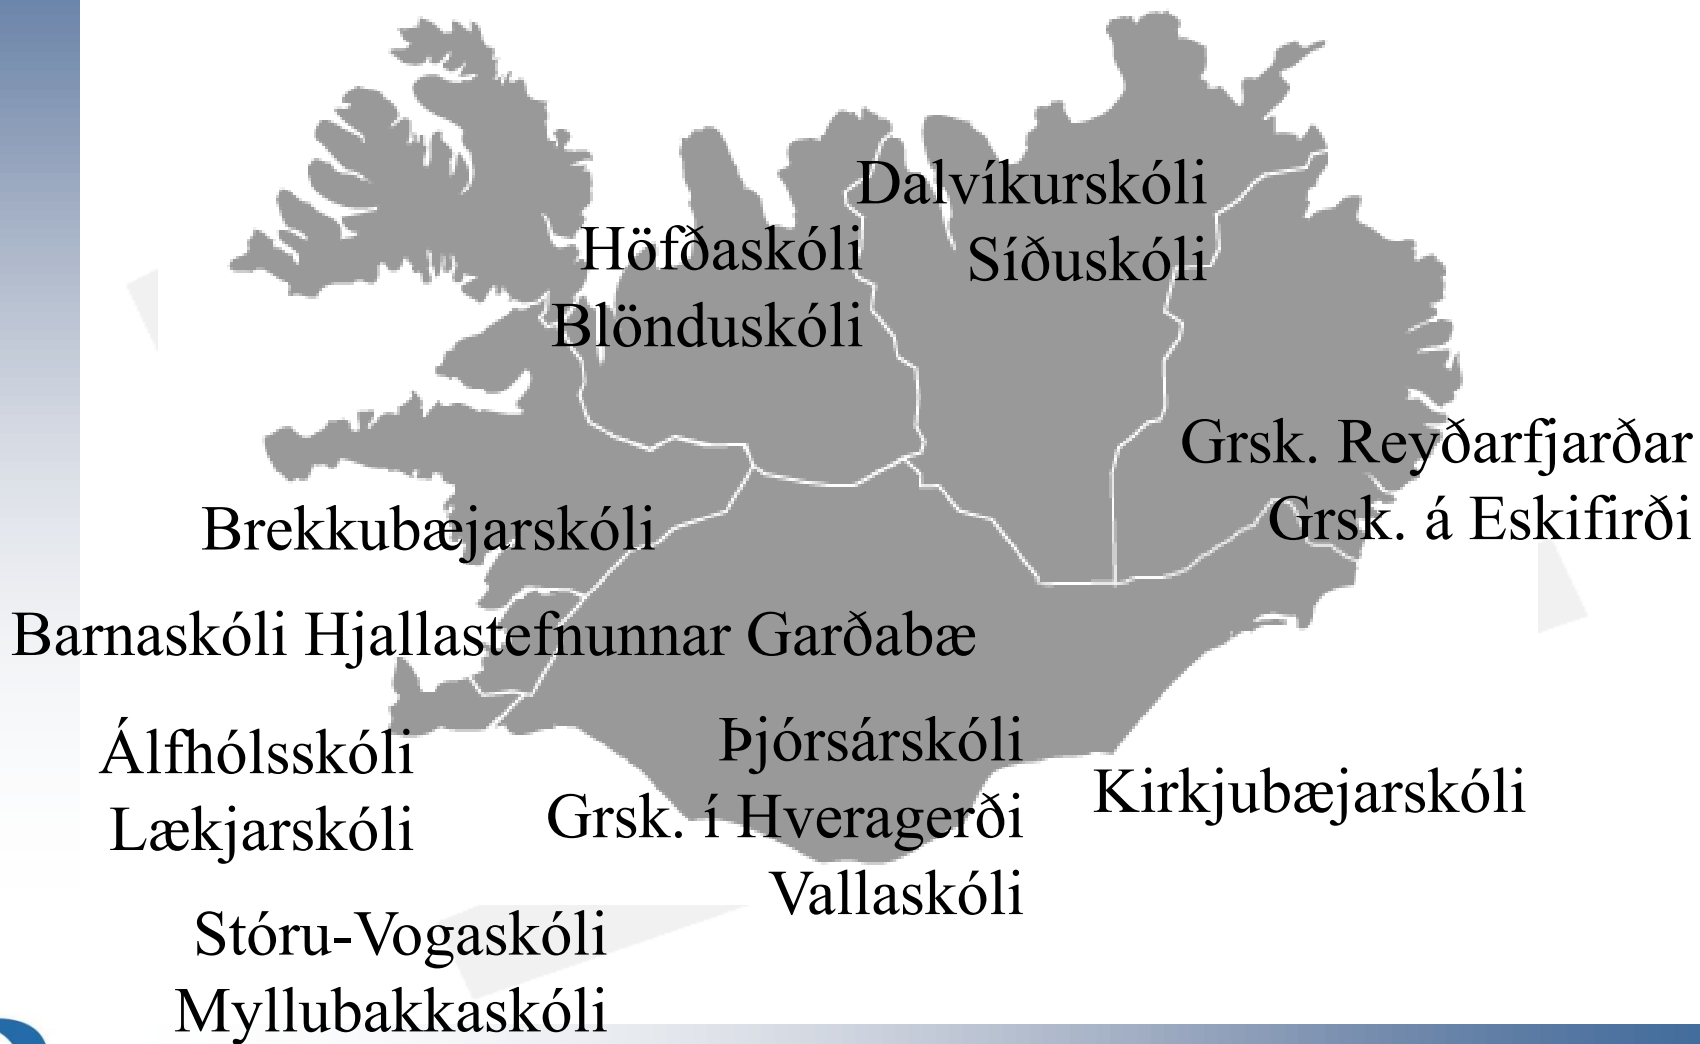 Dalvíkurskóli
Síðuskóli
Höfðaskóli
Blönduskóli
Grsk. Reyðarfjarðar
Grsk. á Eskifirði
Brekkubæjarskóli
Barnaskóli Hjallastefnunnar Garðabæ
Álfhólsskóli
Lækjarskóli
Þjórsárskóli
Grsk. í Hveragerði
Vallaskóli
Kirkjubæjarskóli
Stóru-Vogaskóli
Myllubakkaskóli